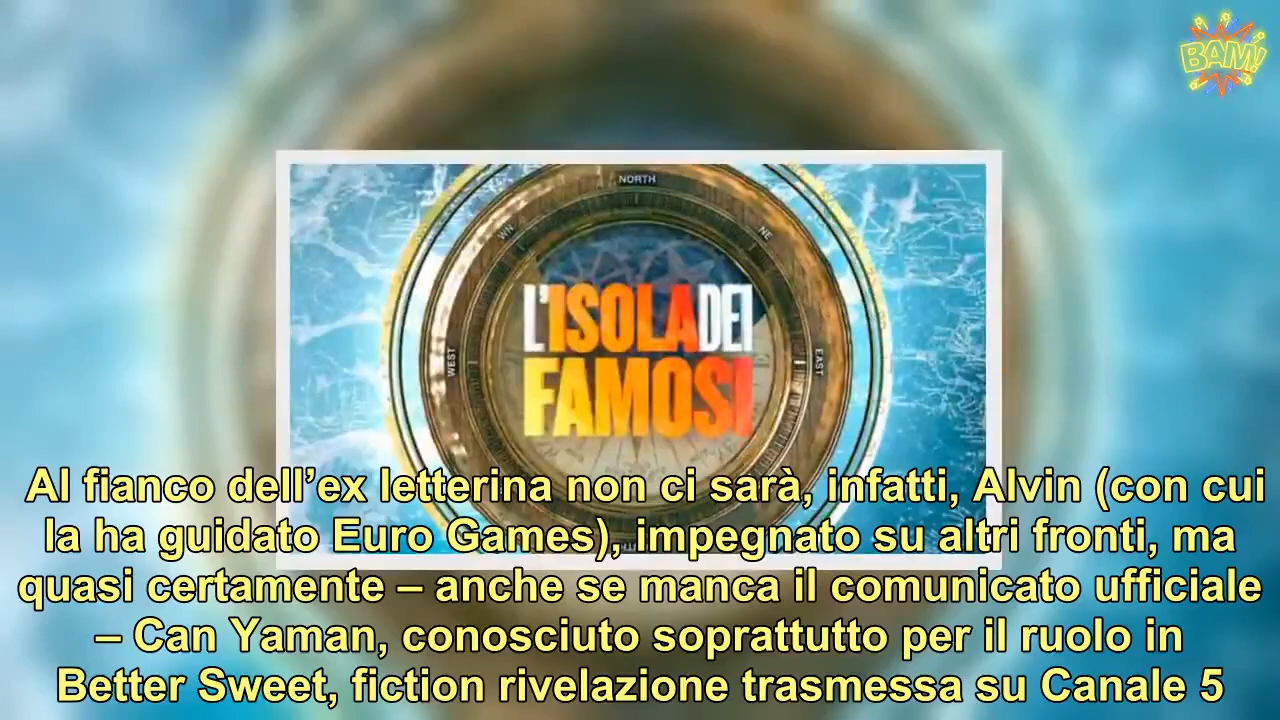 BAM!
NORTH
WN
NE
WEST
EAST
L'ISOLA DEI
FAMOSI
Al fianco dell’ex letterina non ci sarà, infatti, Alvin (con cui
la ha guidato Euro Games), impegnato su altri fronti, ma
quasi certamente – anche se manca il comunicato ufficiale
– Can Yaman, conosciuto soprattutto per il ruolo in
Better Sweet, fiction rivelazione trasmessa su Canale 5